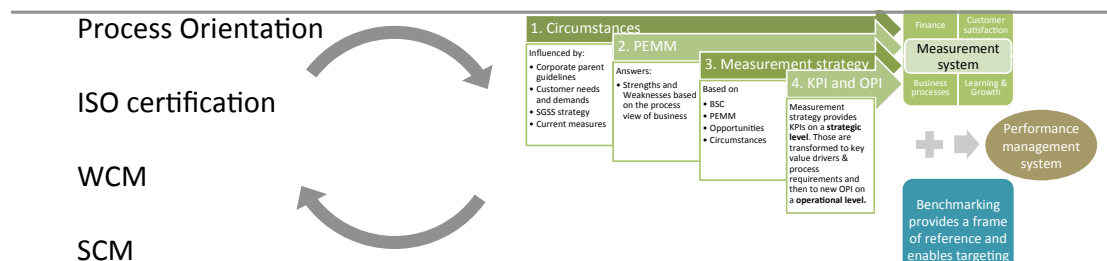 Process Orientation
ISO certification
WCM
SCM
1. Circumstances
Influenced by:
• Corporate parent
guidelines
• Customer needs
and demands
• SGSS strategy
• Current measures
2. PEMM
Answers:
• Strengths and
Weaknesses based
on the process
view of business
3. Measurement strategy
Based on
• BSC
• PEMM
• Opportunities
• Circumstances
4. KPI and OPI
Measurement
strategy provides
KPIs on a strategic
level. Those are
transformed to key
value drivers &
process
requirements and
then to new OPI on
a operational level.
Finance
Customer
satisfaction
Measurement
system
Business
processes
Learning &
Growth
Performance
management
system
Benchmarking
provides a frame
of reference and
enables targeting